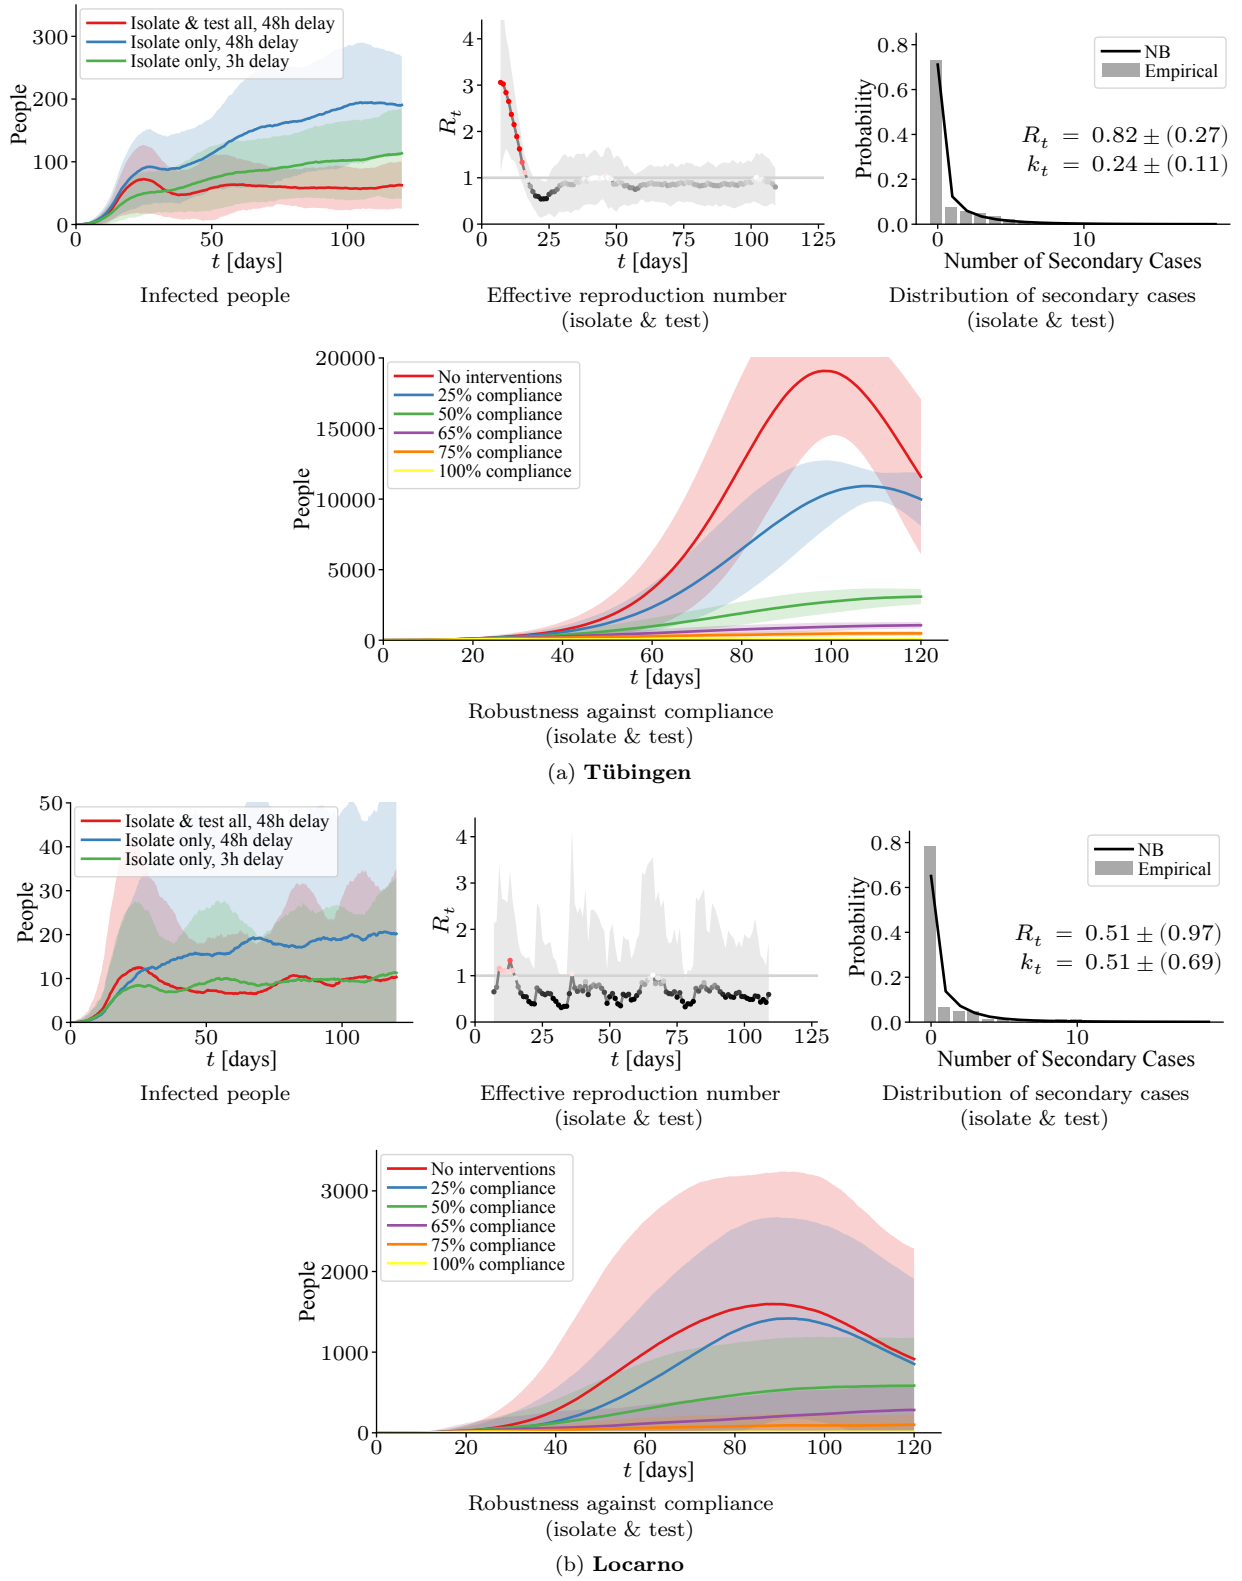 300
200
100
0
People
Isolate & test all, 48h delay
Isolate only, 48h delay
Isolate only, 3h delay
0 50 100
t [days]
Infected people
4
3
2
1
0
R_t
0 25 50 75 100 125
t [days]
Effective reproduction number
(isolate & test)
0.8
0.6
0.4
0.2
0.0
Probability
NB
Empirical
R_t = 0.82 ± (0.27)
k_t = 0.24 ± (0.11)
0 10
Number of Secondary Cases
Distribution of secondary cases
(isolate & test)
20000
15000
10000
5000
0
People
No interventions
25% compliance
50% compliance
65% compliance
75% compliance
100% compliance
0 20 40 60 80 100 120
t [days]
Robustness against compliance
(isolate & test)
(a) Tübingen
50
40
30
20
10
0
People
Isolate & test all, 48h delay
Isolate only, 48h delay
Isolate only, 3h delay
0 50 100
t [days]
Infected people
4
3
2
1
0
R_t
0 25 50 75 100 125
t [days]
Effective reproduction number
(isolate & test)
0.8
0.6
0.4
0.2
0.0
Probability
NB
Empirical
R_t = 0.51 ± (0.97)
k_t = 0.51 ± (0.69)
0 10
Number of Secondary Cases
Distribution of secondary cases
(isolate & test)
3000
2000
1000
0
People
No interventions
25% compliance
50% compliance
65% compliance
75% compliance
100% compliance
0 20 40 60 80 100 120
t [days]
Robustness against compliance
(isolate & test)
(b) Locarno